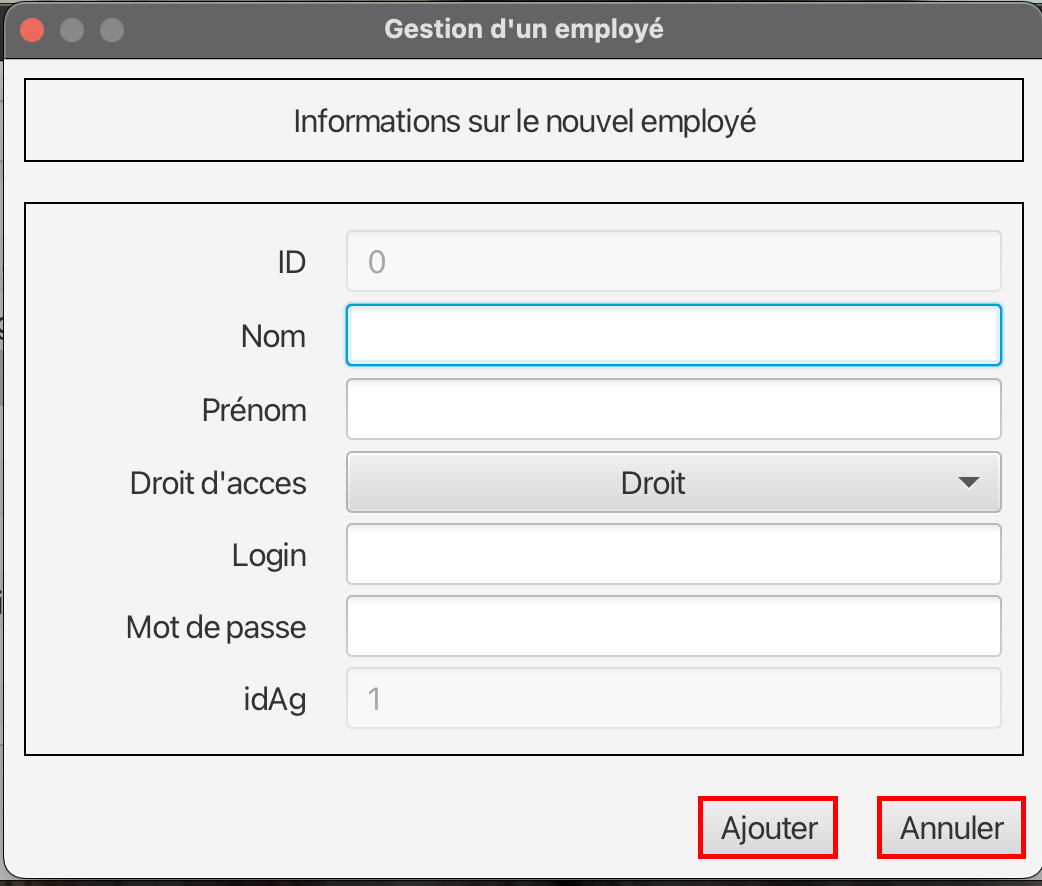 Gestion d'un employé
Informations sur le nouvel employé
ID 0
Nom
Prénom
Droit d'acces Droit
Login
Mot de passe
idAg 1
Ajouter Annuler